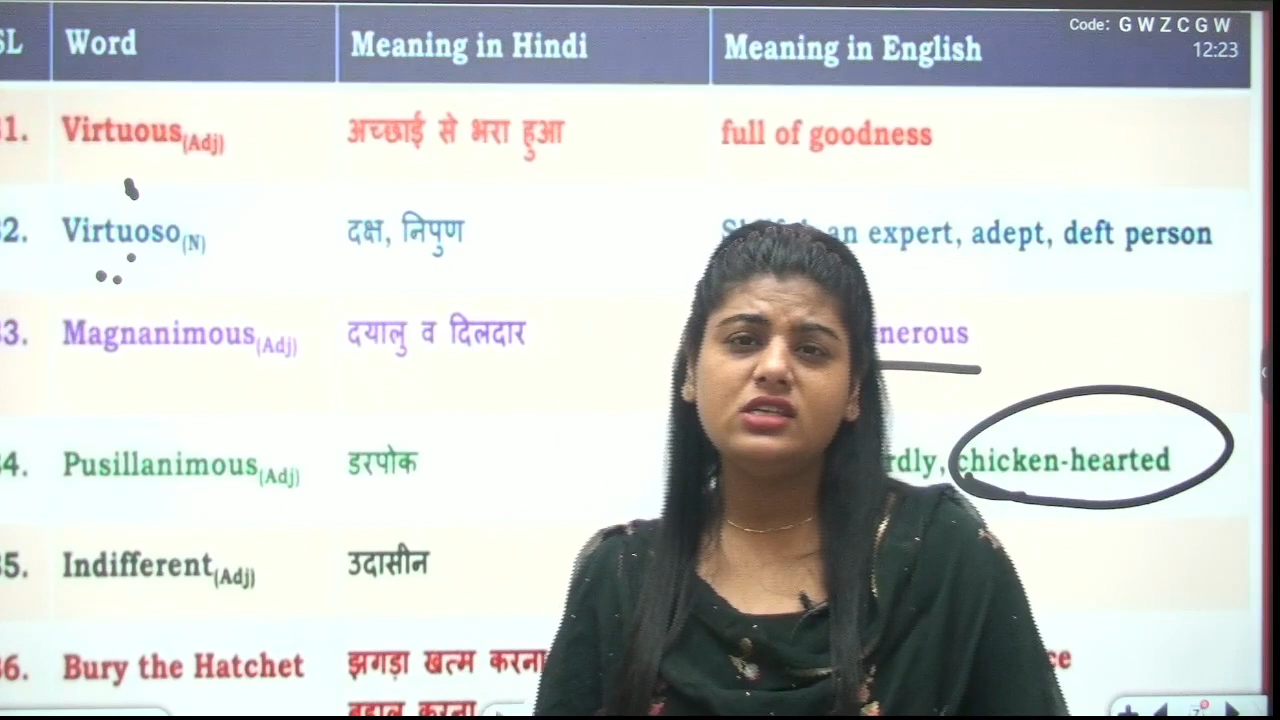 Code: G W Z C G W
12:23
SL Word Meaning in Hindi Meaning in English
1. Virtuous(Adj) अच्छाई से भरा हुआ full of goodness
2. Virtuoso(N) दक्ष, निपुण an expert, adept, deft person
3. Magnanimous(Adj) दयालु व दिलदार nerous
4. Pusillanimous(Adj) डरपोक rdly, chicken-hearted
5. Indifferent(Adj) उदासीन
6. Bury the Hatchet झगड़ा खत्म करना ce
बहाल करना